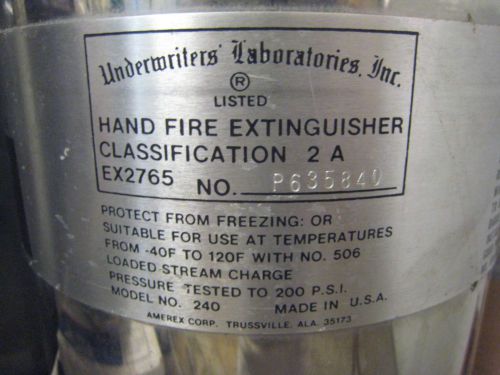 Underwriters' Laboratories, Inc.
®
LISTED
HAND FIRE EXTINGUISHER
CLASSIFICATION 2 A
EX2765 NO. P635840
PROTECT FROM FREEZING: OR
SUITABLE FOR USE AT TEMPERATURES
FROM -40F TO 120F WITH NO. 506
LOADED STREAM CHARGE
PRESSURE TESTED TO 200 P.S.I.
MODEL NO. 240 MADE IN U.S.A.
AMEREX CORP. TRUSSVILLE, ALA. 35173